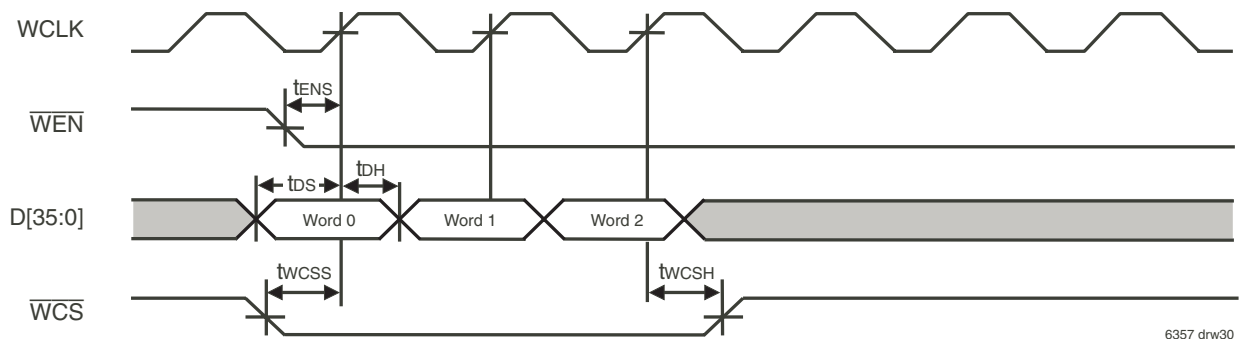 WCLK
tENS
WEN
tDS
tDH
D[35:0]
Word 0
Word 1
Word 2
tWCSS
tWCSH
WCS
6357 drw30